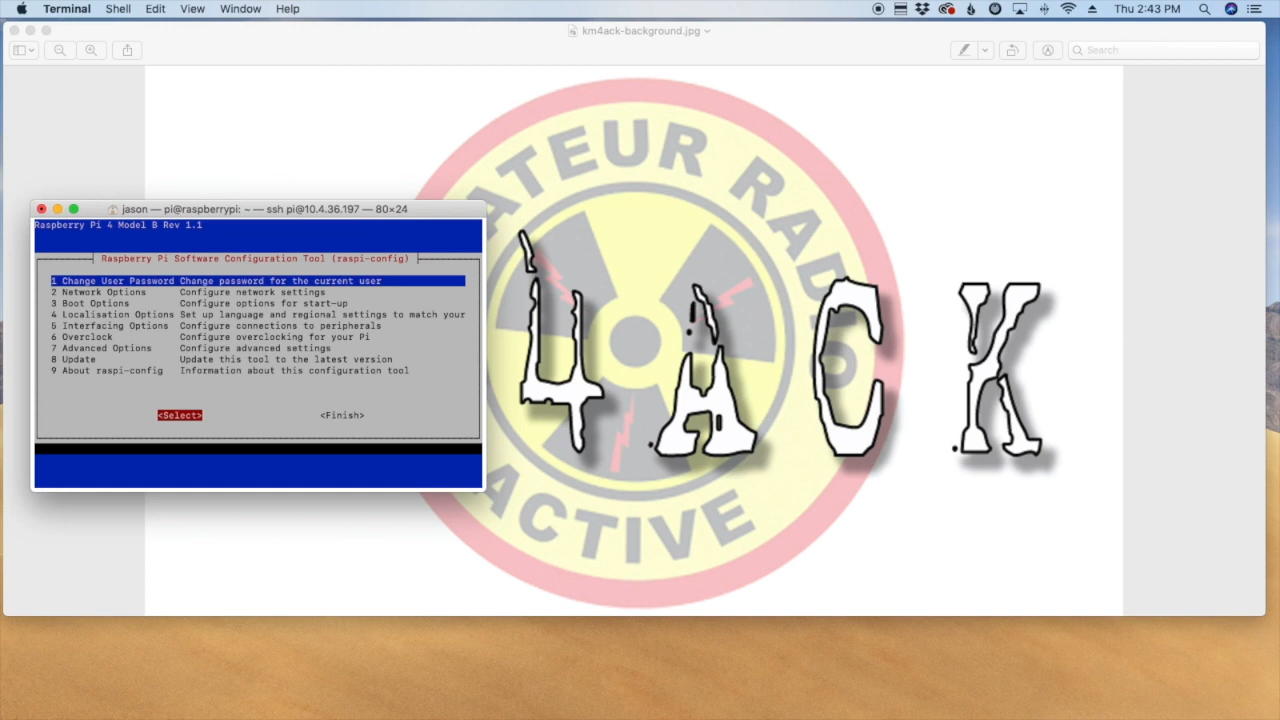 Terminal Shell Edit View Window Help Thu 2:43 PM
km4ack-background.jpg
Search
jason — pi@raspberrypi: ~ — ssh pi@10.4.36.197 — 80×24
Raspberry Pi 4 Model B Rev 1.1
Raspberry Pi Software Configuration Tool (raspi-config)
1 Change User Password Change password for the current user
2 Network Options Configure network settings
3 Boot Options Configure options for start-up
4 Localisation Options Set up language and regional settings to match your
5 Interfacing Options Configure connections to peripherals
6 Overclock Configure overclocking for your Pi
7 Advanced Options Configure advanced settings
8 Update Update this tool to the latest version
9 About raspi-config Information about this configuration tool
<Select> <Finish>
ATEUR RADIO
4ACK
ACTIVE